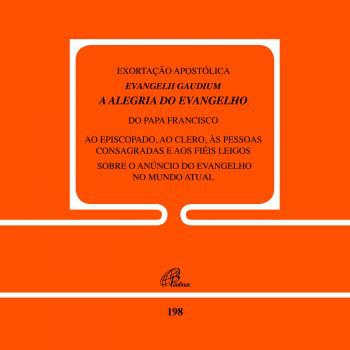 EXORTAÇÃO APOSTÓLICA
EVANGELII GAUDIUM
A ALEGRIA DO EVANGELHO
DO PAPA FRANCISCO
AO EPISCOPADO, AO CLERO, ÀS PESSOAS
CONSAGRADAS E AOS FIÉIS LEIGOS
SOBRE O ANÚNCIO DO EVANGELHO
NO MUNDO ATUAL
Paulinas
198